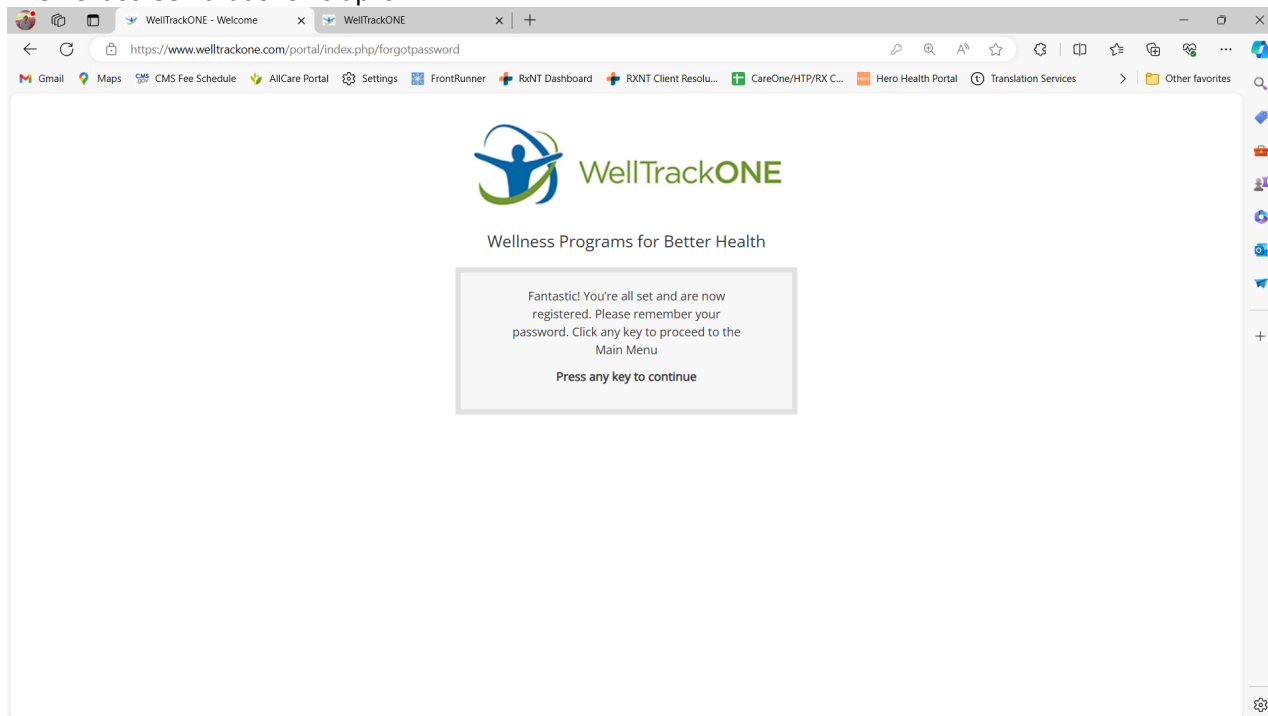 WellTrackONE - Welcome
WellTrackONE
https://www.welltrackone.com/portal/index.php/forgotpassword
Gmail
Maps
CMS Fee Schedule
AllCare Portal
Settings
FrontRunner
RxNT Dashboard
RXNT Client Resolu...
CareOne/HTP/RX C...
Hero Health Portal
Translation Services
Other favorites
WellTrackONE
Wellness Programs for Better Health
Fantastic! You're all set and are now
registered. Please remember your
password. Click any key to proceed to the
Main Menu
Press any key to continue